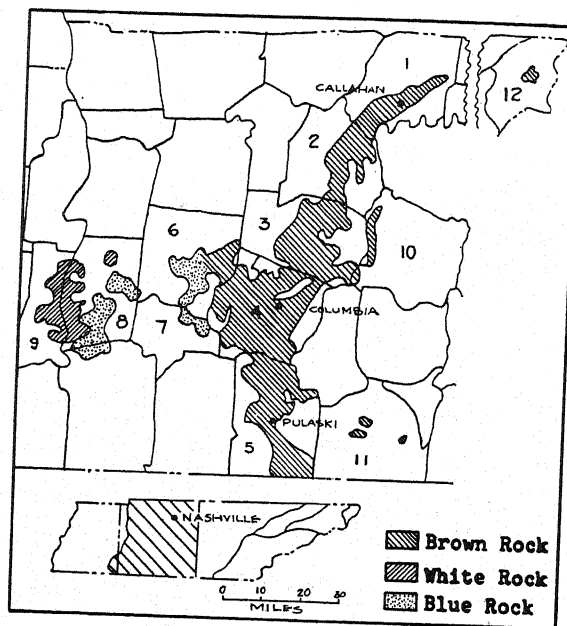 1
CALLAHAN
12
2
3
6
10
4
COLUMBIA
8
7
9
PULASKI
5
11
NASHVILLE
Brown Rock
White Rock
Blue Rock
0 10 20 30
MILES